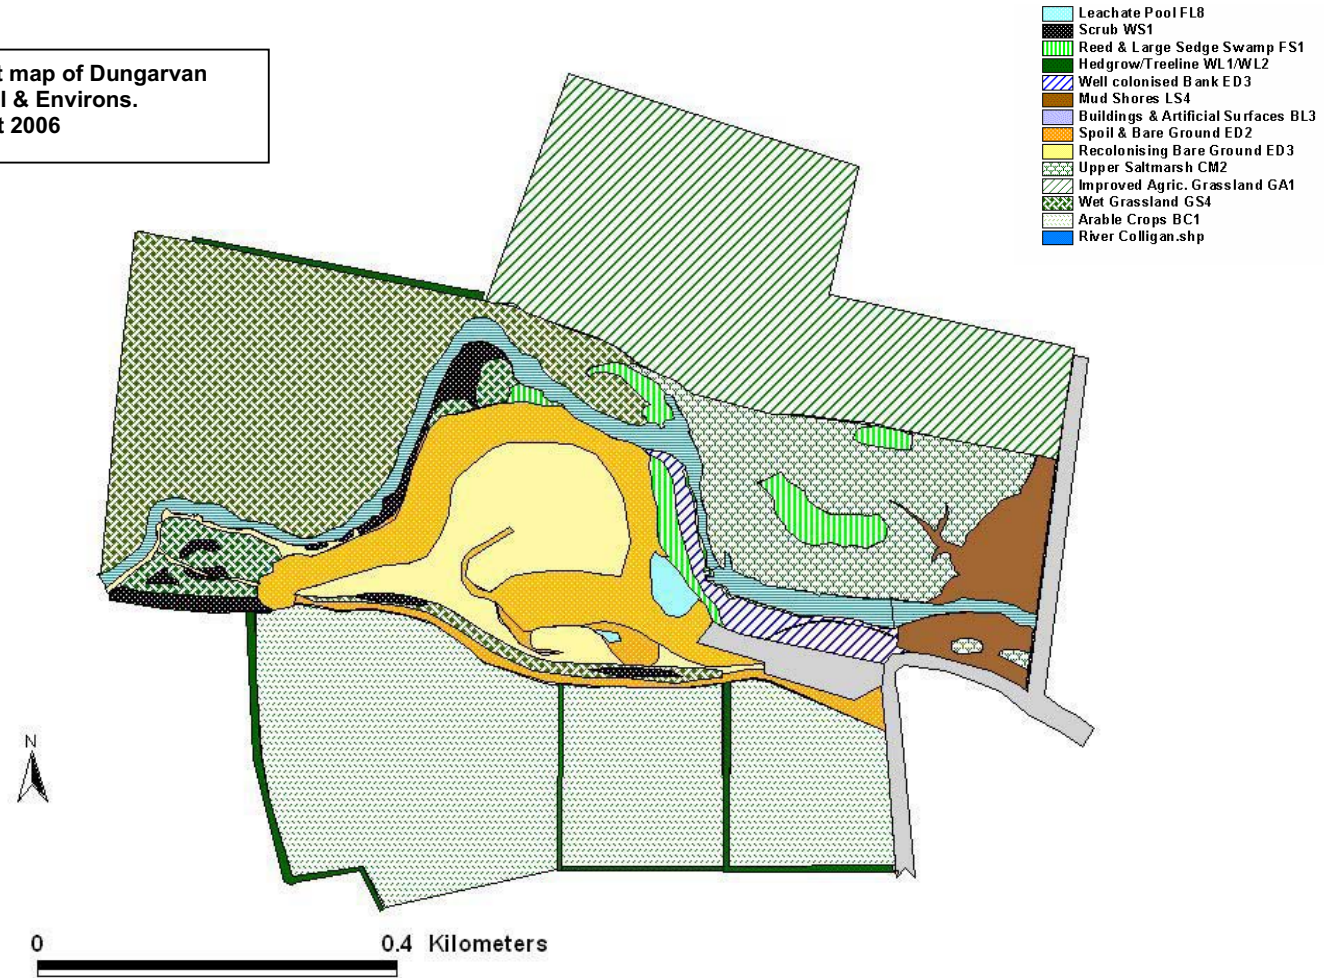 t map of Dungarvan
l & Environs.
t 2006
Leachate Pool FL8
Scrub WS1
Reed & Large Sedge Swamp FS1
Hedgrow/Treeline WL1/WL2
Well colonised Bank ED3
Mud Shores LS4
Buildings & Artificial Surfaces BL3
Spoil & Bare Ground ED2
Recolonising Bare Ground ED3
Upper Saltmarsh CM2
Improved Agric. Grassland GA1
Wet Grassland GS4
Arable Crops BC1
River Colligan.shp
N
0 0.4 Kilometers